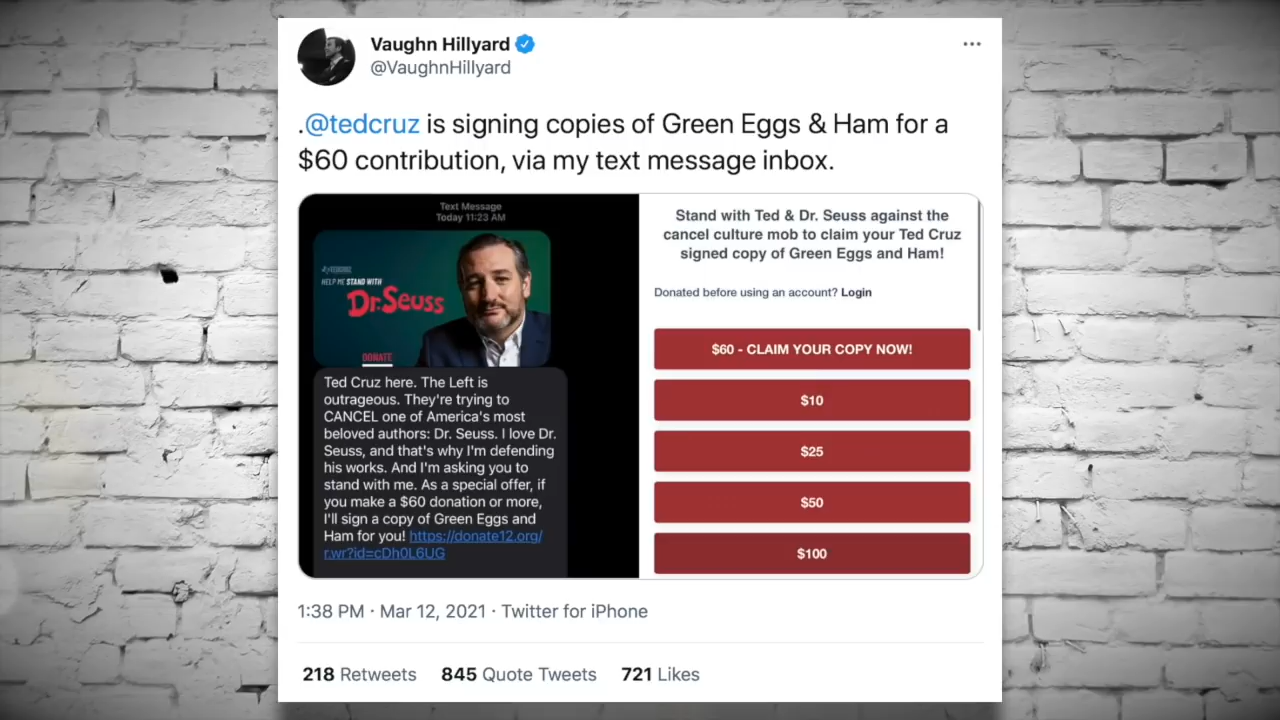 Vaughn Hillyard
@VaughnHillyard
.@tedcruz is signing copies of Green Eggs & Ham for a
$60 contribution, via my text message inbox.
Text Message
Today 11:23 AM
HELP ME STAND WITH
Dr. Seuss
DONATE
Ted Cruz here. The Left is
outrageous. They're trying to
CANCEL one of America's most
beloved authors: Dr. Seuss. I love Dr.
Seuss, and that's why I'm defending
his works. And I'm asking you to
stand with me. As a special offer, if
you make a $60 donation or more,
I'll sign a copy of Green Eggs and
Ham for you! https://donate12.org/
r.wr?id=cDh0L6UG
Stand with Ted & Dr. Seuss against the
cancel culture mob to claim your Ted Cruz
signed copy of Green Eggs and Ham!
Donated before using an account? Login
$60 - CLAIM YOUR COPY NOW!
$10
$25
$50
$100
1:38 PM · Mar 12, 2021 · Twitter for iPhone
218 Retweets 845 Quote Tweets 721 Likes